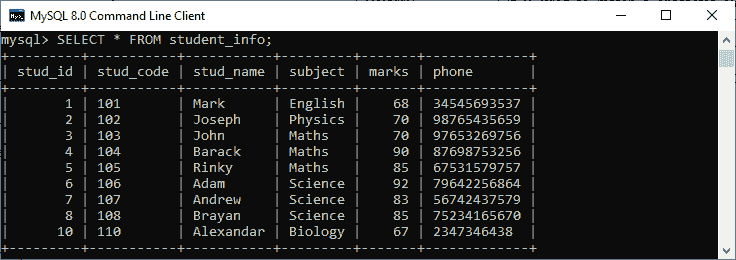 MySQL 8.0 Command Line Client
mysql> SELECT * FROM student_info;
+---------+-----------+-----------+---------+-------+-------------+
| stud_id | stud_code | stud_name | subject | marks | phone       |
+---------+-----------+-----------+---------+-------+-------------+
|       1 | 101       | Mark      | English |    68 | 34545693537 |
|       2 | 102       | Joseph    | Physics |    70 | 98765435659 |
|       3 | 103       | John      | Maths   |    70 | 97653269756 |
|       4 | 104       | Barack    | Maths   |    90 | 87698753256 |
|       5 | 105       | Rinky     | Maths   |    85 | 67531579757 |
|       6 | 106       | Adam      | Science |    92 | 79642256864 |
|       7 | 107       | Andrew    | Science |    83 | 56742437579 |
|       8 | 108       | Brayan    | Science |    85 | 75234165670 |
|      10 | 110       | Alexandar | Biology |    67 | 2347346438  |
+---------+-----------+-----------+---------+-------+-------------+